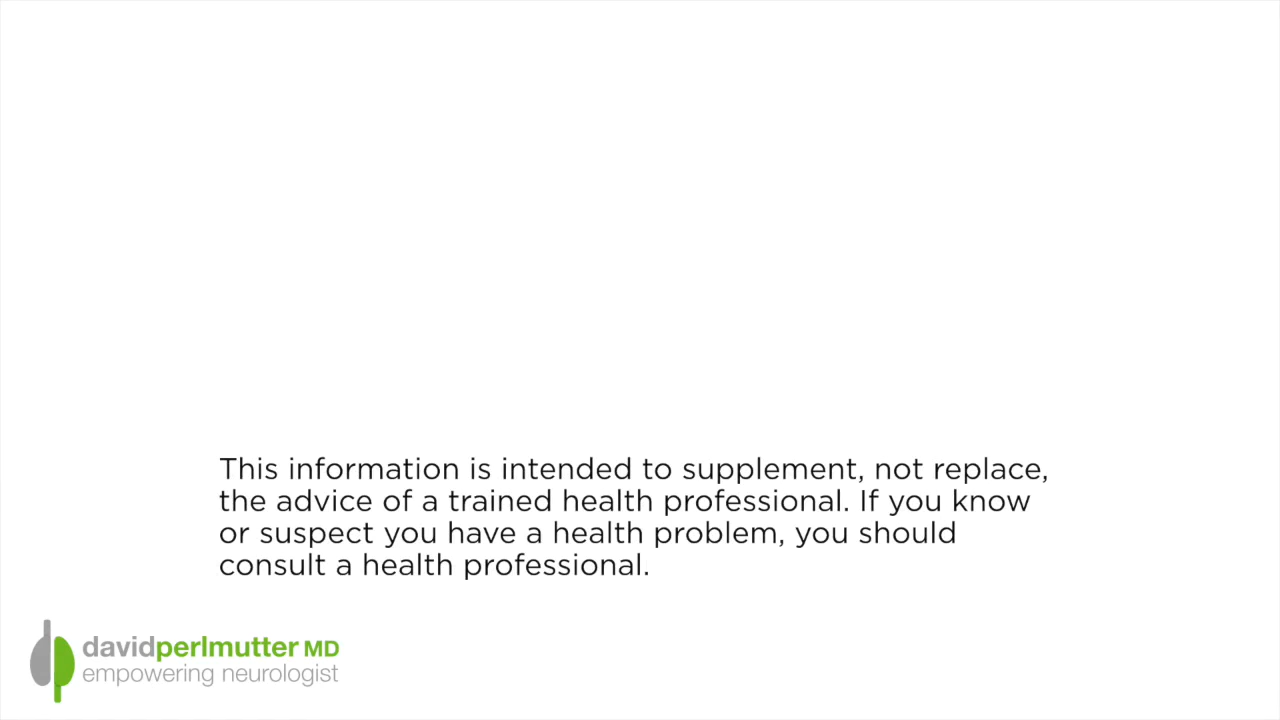 This information is intended to supplement, not replace,
the advice of a trained health professional. If you know
or suspect you have a health problem, you should
consult a health professional.
davidperlmutter MD
empowering neurologist